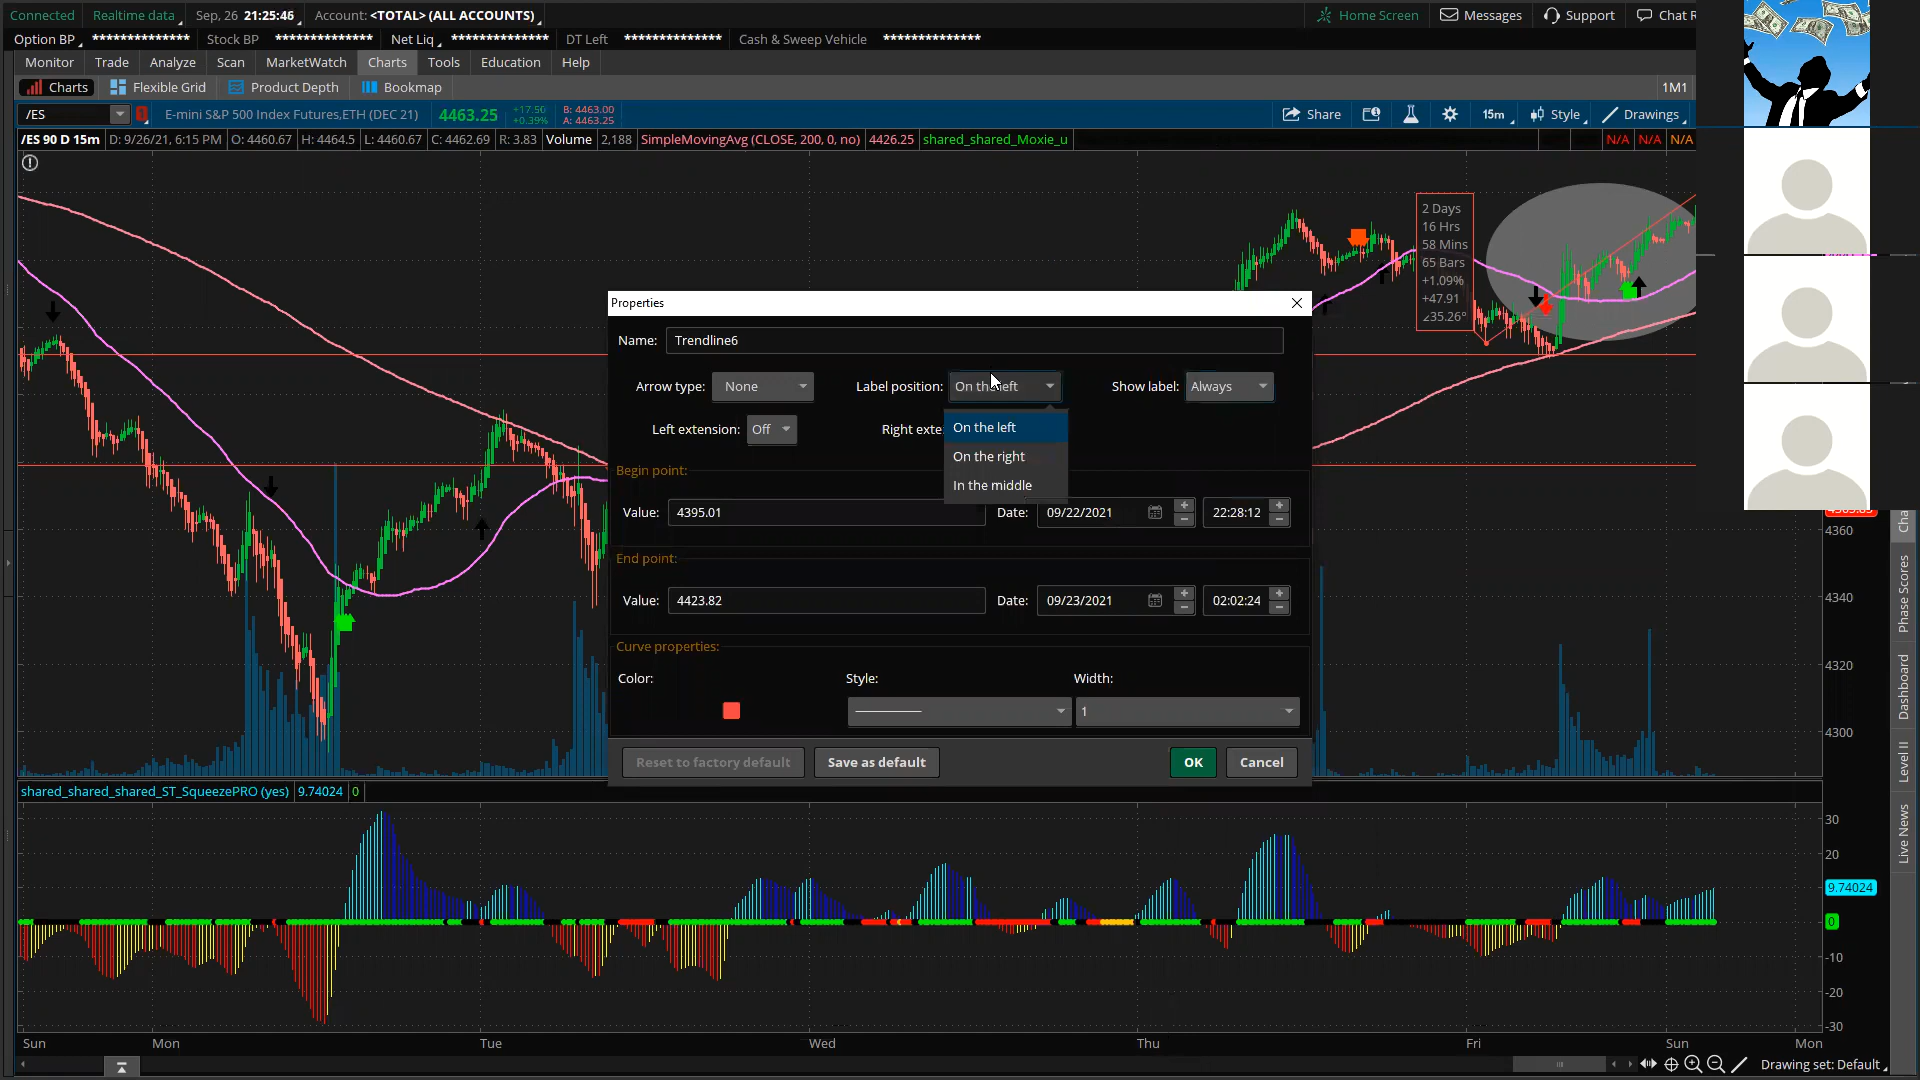 Connected Realtime data Sep, 26 21:25:46 Account: <TOTAL> (ALL ACCOUNTS) Home Screen Messages Support Chat R
Option BP ************** Stock BP ************** Net Liq ************** DT Left ************** Cash & Sweep Vehicle **************
Monitor Trade Analyze Scan MarketWatch Charts Tools Education Help
Charts Flexible Grid Product Depth Bookmap 1M1
/ES E-mini S&P 500 Index Futures,ETH (DEC 21) 4463.25 +17.50 +0.39% B: 4463.00 A: 4463.25 Share 15m Style Drawings
/ES 90 D 15m D: 9/26/21, 6:15 PM O: 4460.67 H: 4464.5 L: 4460.67 C: 4462.69 R: 3.83 Volume 2,188 SimpleMovingAvg (CLOSE, 200, 0, no) 4426.25 shared_shared_Moxie_u N/A N/A N/A
2 Days
16 Hrs
58 Mins
65 Bars
+1.09%
+47.91
∠35.26°
Properties
Name: Trendline6
Arrow type: None Label position: On the left Show label: Always
Left extension: Off Right exte
On the left
On the right
In the middle
Begin point:
Value: 4395.01 Date: 09/22/2021 22:28:12
End point:
Value: 4423.82 Date: 09/23/2021 02:02:24
Curve properties:
Color: Style: Width:
1
Reset to factory default Save as default OK Cancel
4360
4340
4320
4300
Phase Scores
Dashboard
Level II
Live News
shared_shared_shared_ST_SqueezePRO (yes) 9.74024 0
30
20
9.74024
0
-10
-20
-30
Sun Mon Tue Wed Thu Fri Sun Mon
Drawing set: Default